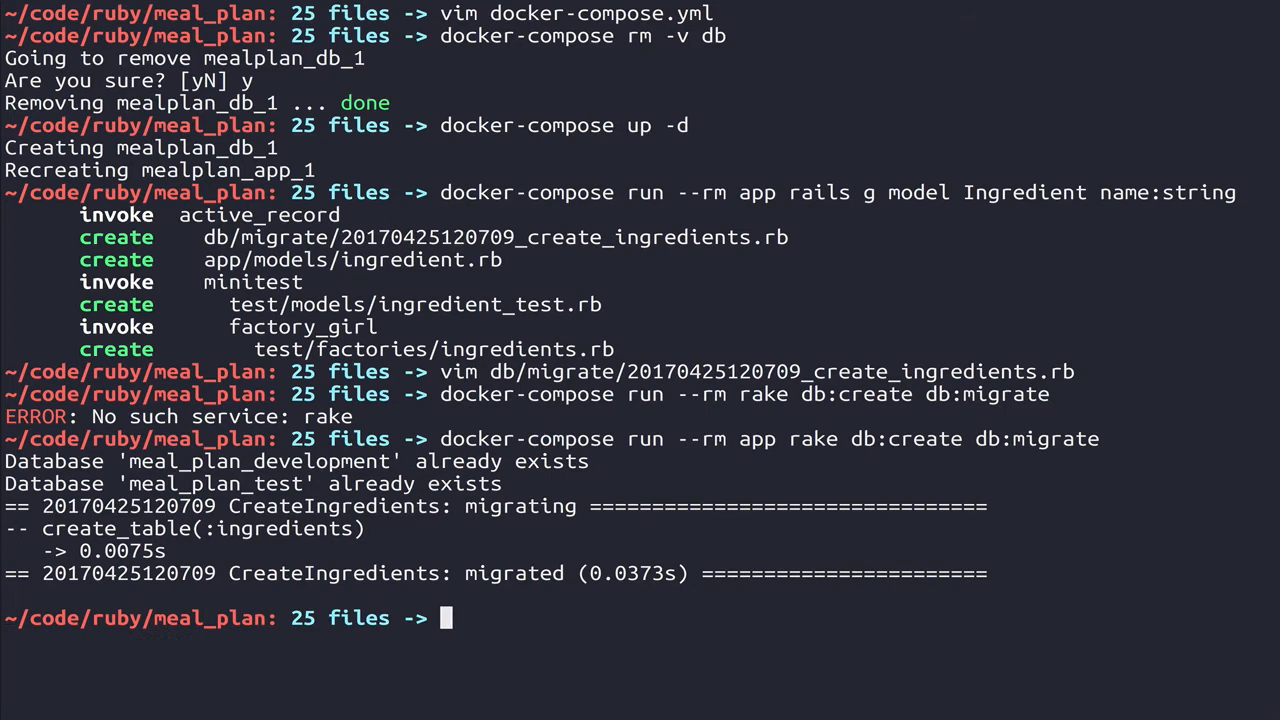 ~/code/ruby/meal_plan: 25 files -> vim docker-compose.yml
~/code/ruby/meal_plan: 25 files -> docker-compose rm -v db
Going to remove mealplan_db_1
Are you sure? [yN] y
Removing mealplan_db_1 ... done
~/code/ruby/meal_plan: 25 files -> docker-compose up -d
Creating mealplan_db_1
Recreating mealplan_app_1
~/code/ruby/meal_plan: 25 files -> docker-compose run --rm app rails g model Ingredient name:string
      invoke  active_record
      create    db/migrate/20170425120709_create_ingredients.rb
      create    app/models/ingredient.rb
      invoke    minitest
      create      test/models/ingredient_test.rb
      invoke      factory_girl
      create        test/factories/ingredients.rb
~/code/ruby/meal_plan: 25 files -> vim db/migrate/20170425120709_create_ingredients.rb
~/code/ruby/meal_plan: 25 files -> docker-compose run --rm rake db:create db:migrate
ERROR: No such service: rake
~/code/ruby/meal_plan: 25 files -> docker-compose run --rm app rake db:create db:migrate
Database 'meal_plan_development' already exists
Database 'meal_plan_test' already exists
== 20170425120709 CreateIngredients: migrating ================================
-- create_table(:ingredients)
   -> 0.0075s
== 20170425120709 CreateIngredients: migrated (0.0373s) =======================
~/code/ruby/meal_plan: 25 files ->